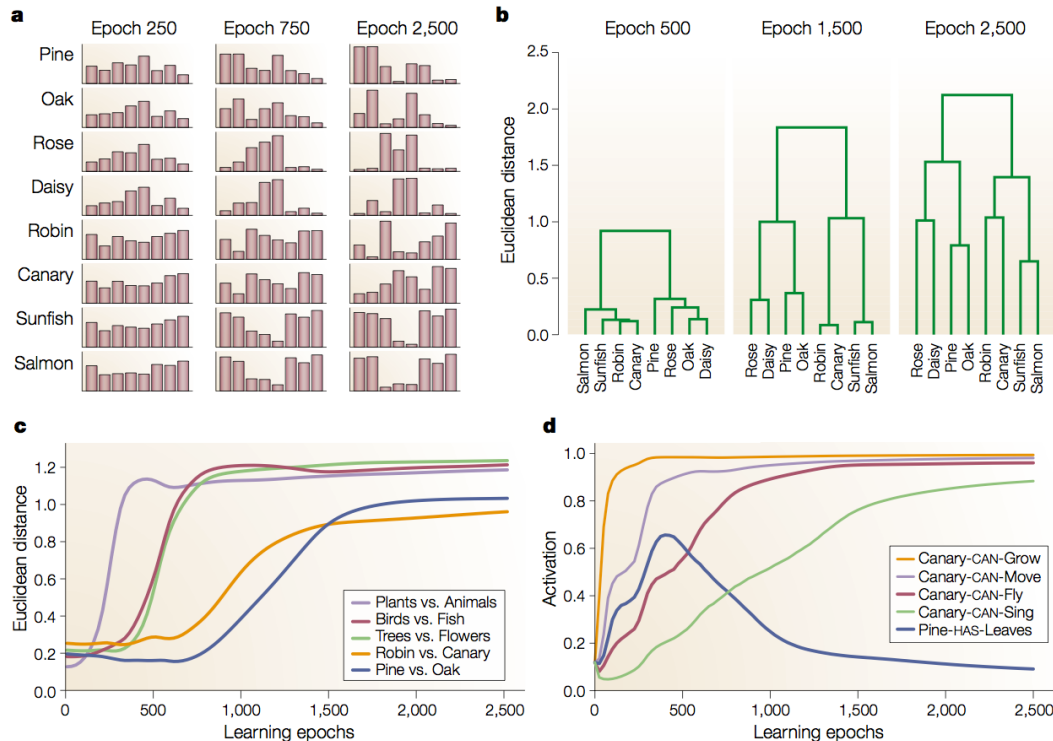 a
Epoch 250 Epoch 750 Epoch 2,500
Pine
Oak
Rose
Daisy
Robin
Canary
Sunfish
Salmon
b
Epoch 500 Epoch 1,500 Epoch 2,500
Euclidean distance
2.5
2.0
1.5
1.0
0.5
0.0
Salmon Sunfish Robin Canary Pine Rose Oak Daisy
Rose Daisy Pine Oak Robin Canary Sunfish Salmon
Rose Daisy Pine Oak Robin Canary Sunfish Salmon
c
Euclidean distance
1.2
1.0
0.8
0.6
0.4
0.2
0.0
Plants vs. Animals
Birds vs. Fish
Trees vs. Flowers
Robin vs. Canary
Pine vs. Oak
0 500 1,000 1,500 2,000 2,500
Learning epochs
d
Activation
1.0
0.8
0.6
0.4
0.2
0.0
Canary-CAN-Grow
Canary-CAN-Move
Canary-CAN-Fly
Canary-CAN-Sing
Pine-HAS-Leaves
0 500 1,000 1,500 2,000 2,500
Learning epochs